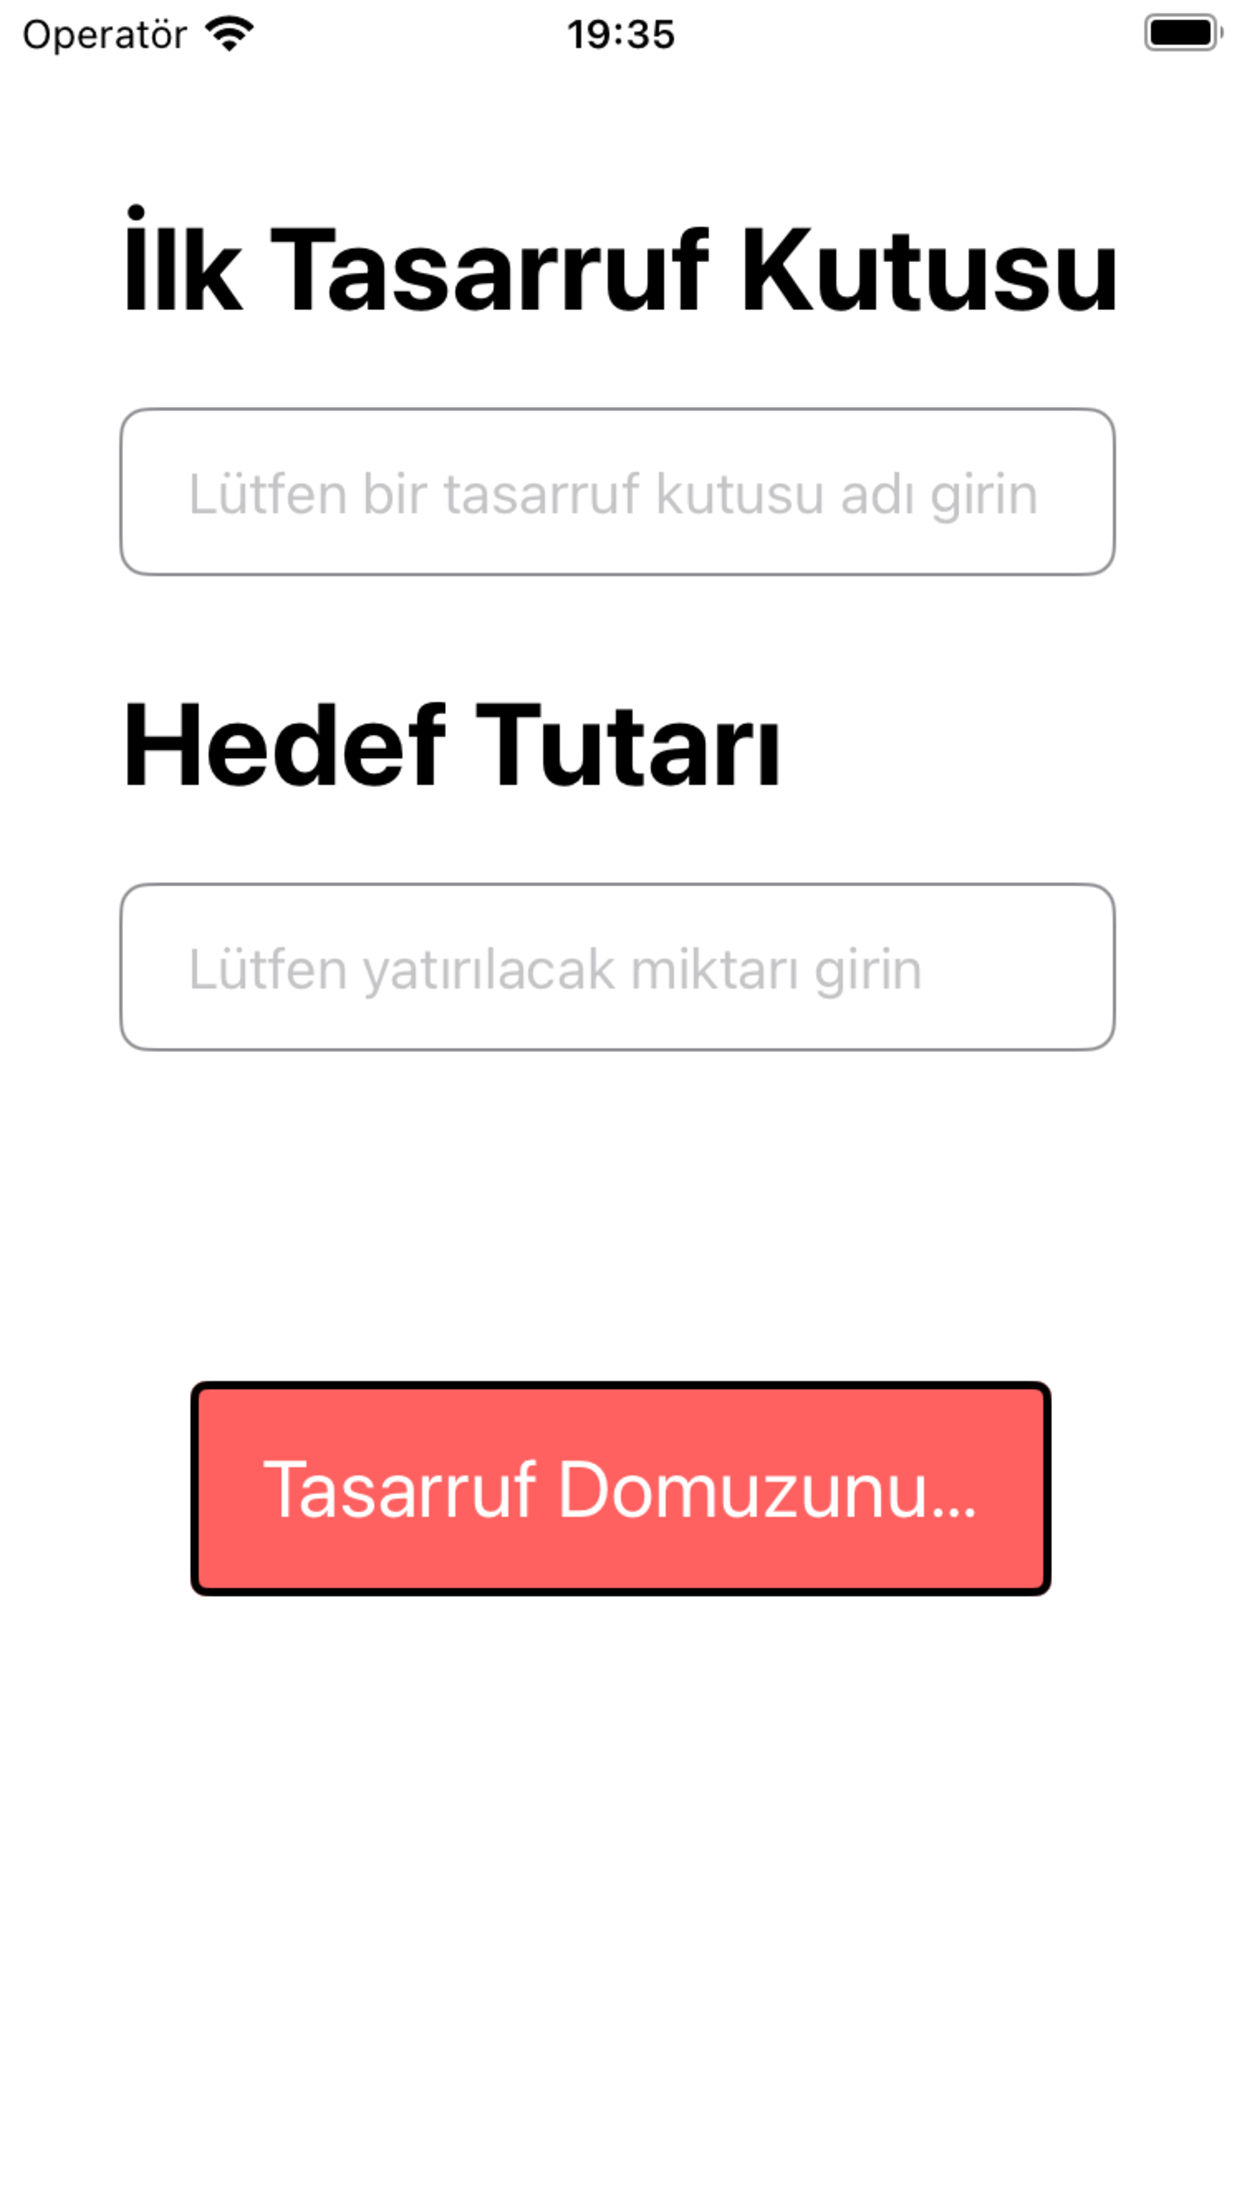 Operatör
19:35
İlk Tasarruf Kutusu
Lütfen bir tasarruf kutusu adı girin
Hedef Tutarı
Lütfen yatırılacak miktarı girin
Tasarruf Domuzunu...